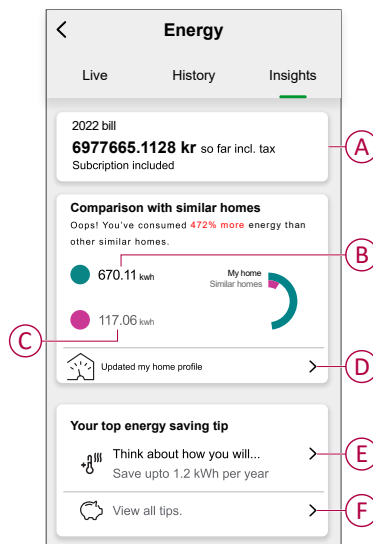 Energy
Live History Insights
2022 bill
6977665.1128 kr so far incl. tax
Subcription included
A
Comparison with similar homes
Oops! You've consumed 472% more energy than
other similar homes.
B
670.11 kwh
My home
Similar homes
C
117.06 kwh
Updated my home profile
D
Your top energy saving tip
Think about how you will...
E
Save upto 1.2 kWh per year
View all tips.
F